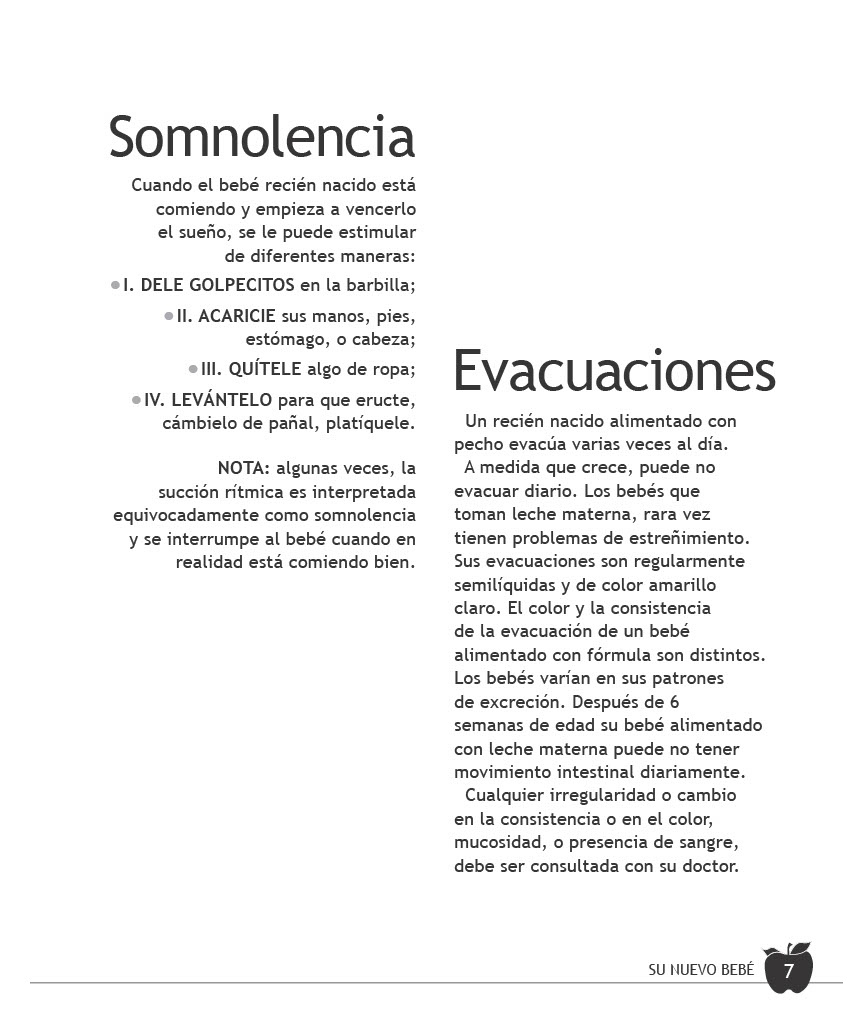 Somnolencia
Cuando el bebé recién nacido está
comiendo y empieza a vencerlo
el sueño, se le puede estimular
de diferentes maneras:
●I. DELE GOLPECITOS en la barbilla;
●II. ACARICIE sus manos, pies,
estómago, o cabeza;
●III. QUÍTELE algo de ropa;
●IV. LEVÁNTELO para que eructe,
cámbielo de pañal, platíquele.
NOTA: algunas veces, la
succión rítmica es interpretada
equivocadamente como somnolencia
y se interrumpe al bebé cuando en
realidad está comiendo bien.
Evacuaciones
Un recién nacido alimentado con
pecho evacúa varias veces al día.
A medida que crece, puede no
evacuar diario. Los bebés que
toman leche materna, rara vez
tienen problemas de estreñimiento.
Sus evacuaciones son regularmente
semilíquidas y de color amarillo
claro. El color y la consistencia
de la evacuación de un bebé
alimentado con fórmula son distintos.
Los bebés varían en sus patrones
de excreción. Después de 6
semanas de edad su bebé alimentado
con leche materna puede no tener
movimiento intestinal diariamente.
Cualquier irregularidad o cambio
en la consistencia o en el color,
mucosidad, o presencia de sangre,
debe ser consultada con su doctor.
SU NUEVO BEBÉ 7